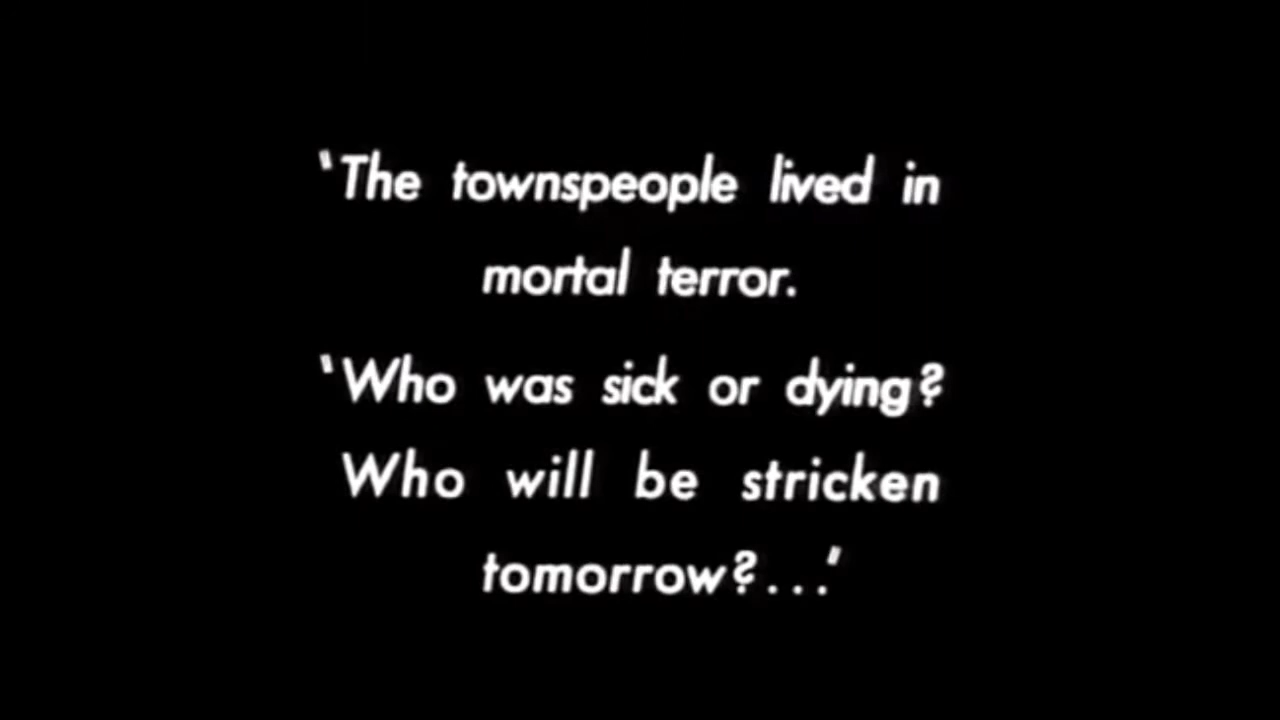 'The townspeople lived in
mortal terror.
'Who was sick or dying?
Who will be stricken
tomorrow?...'